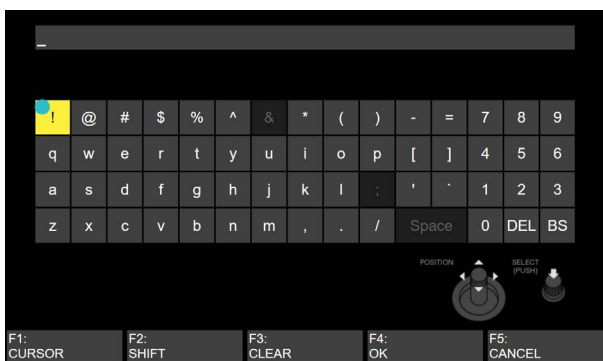 _
! @ # $ % ^ & * ( ) - = 7 8 9
q w e r t y u i o p [ ] 4 5 6
a s d f g h j k l ; ' ` 1 2 3
z x c v b n m , . / Space 0 DEL BS
POSITION SELECT
(PUSH)
F1: F2: F3: F4: F5:
CURSOR SHIFT CLEAR OK CANCEL